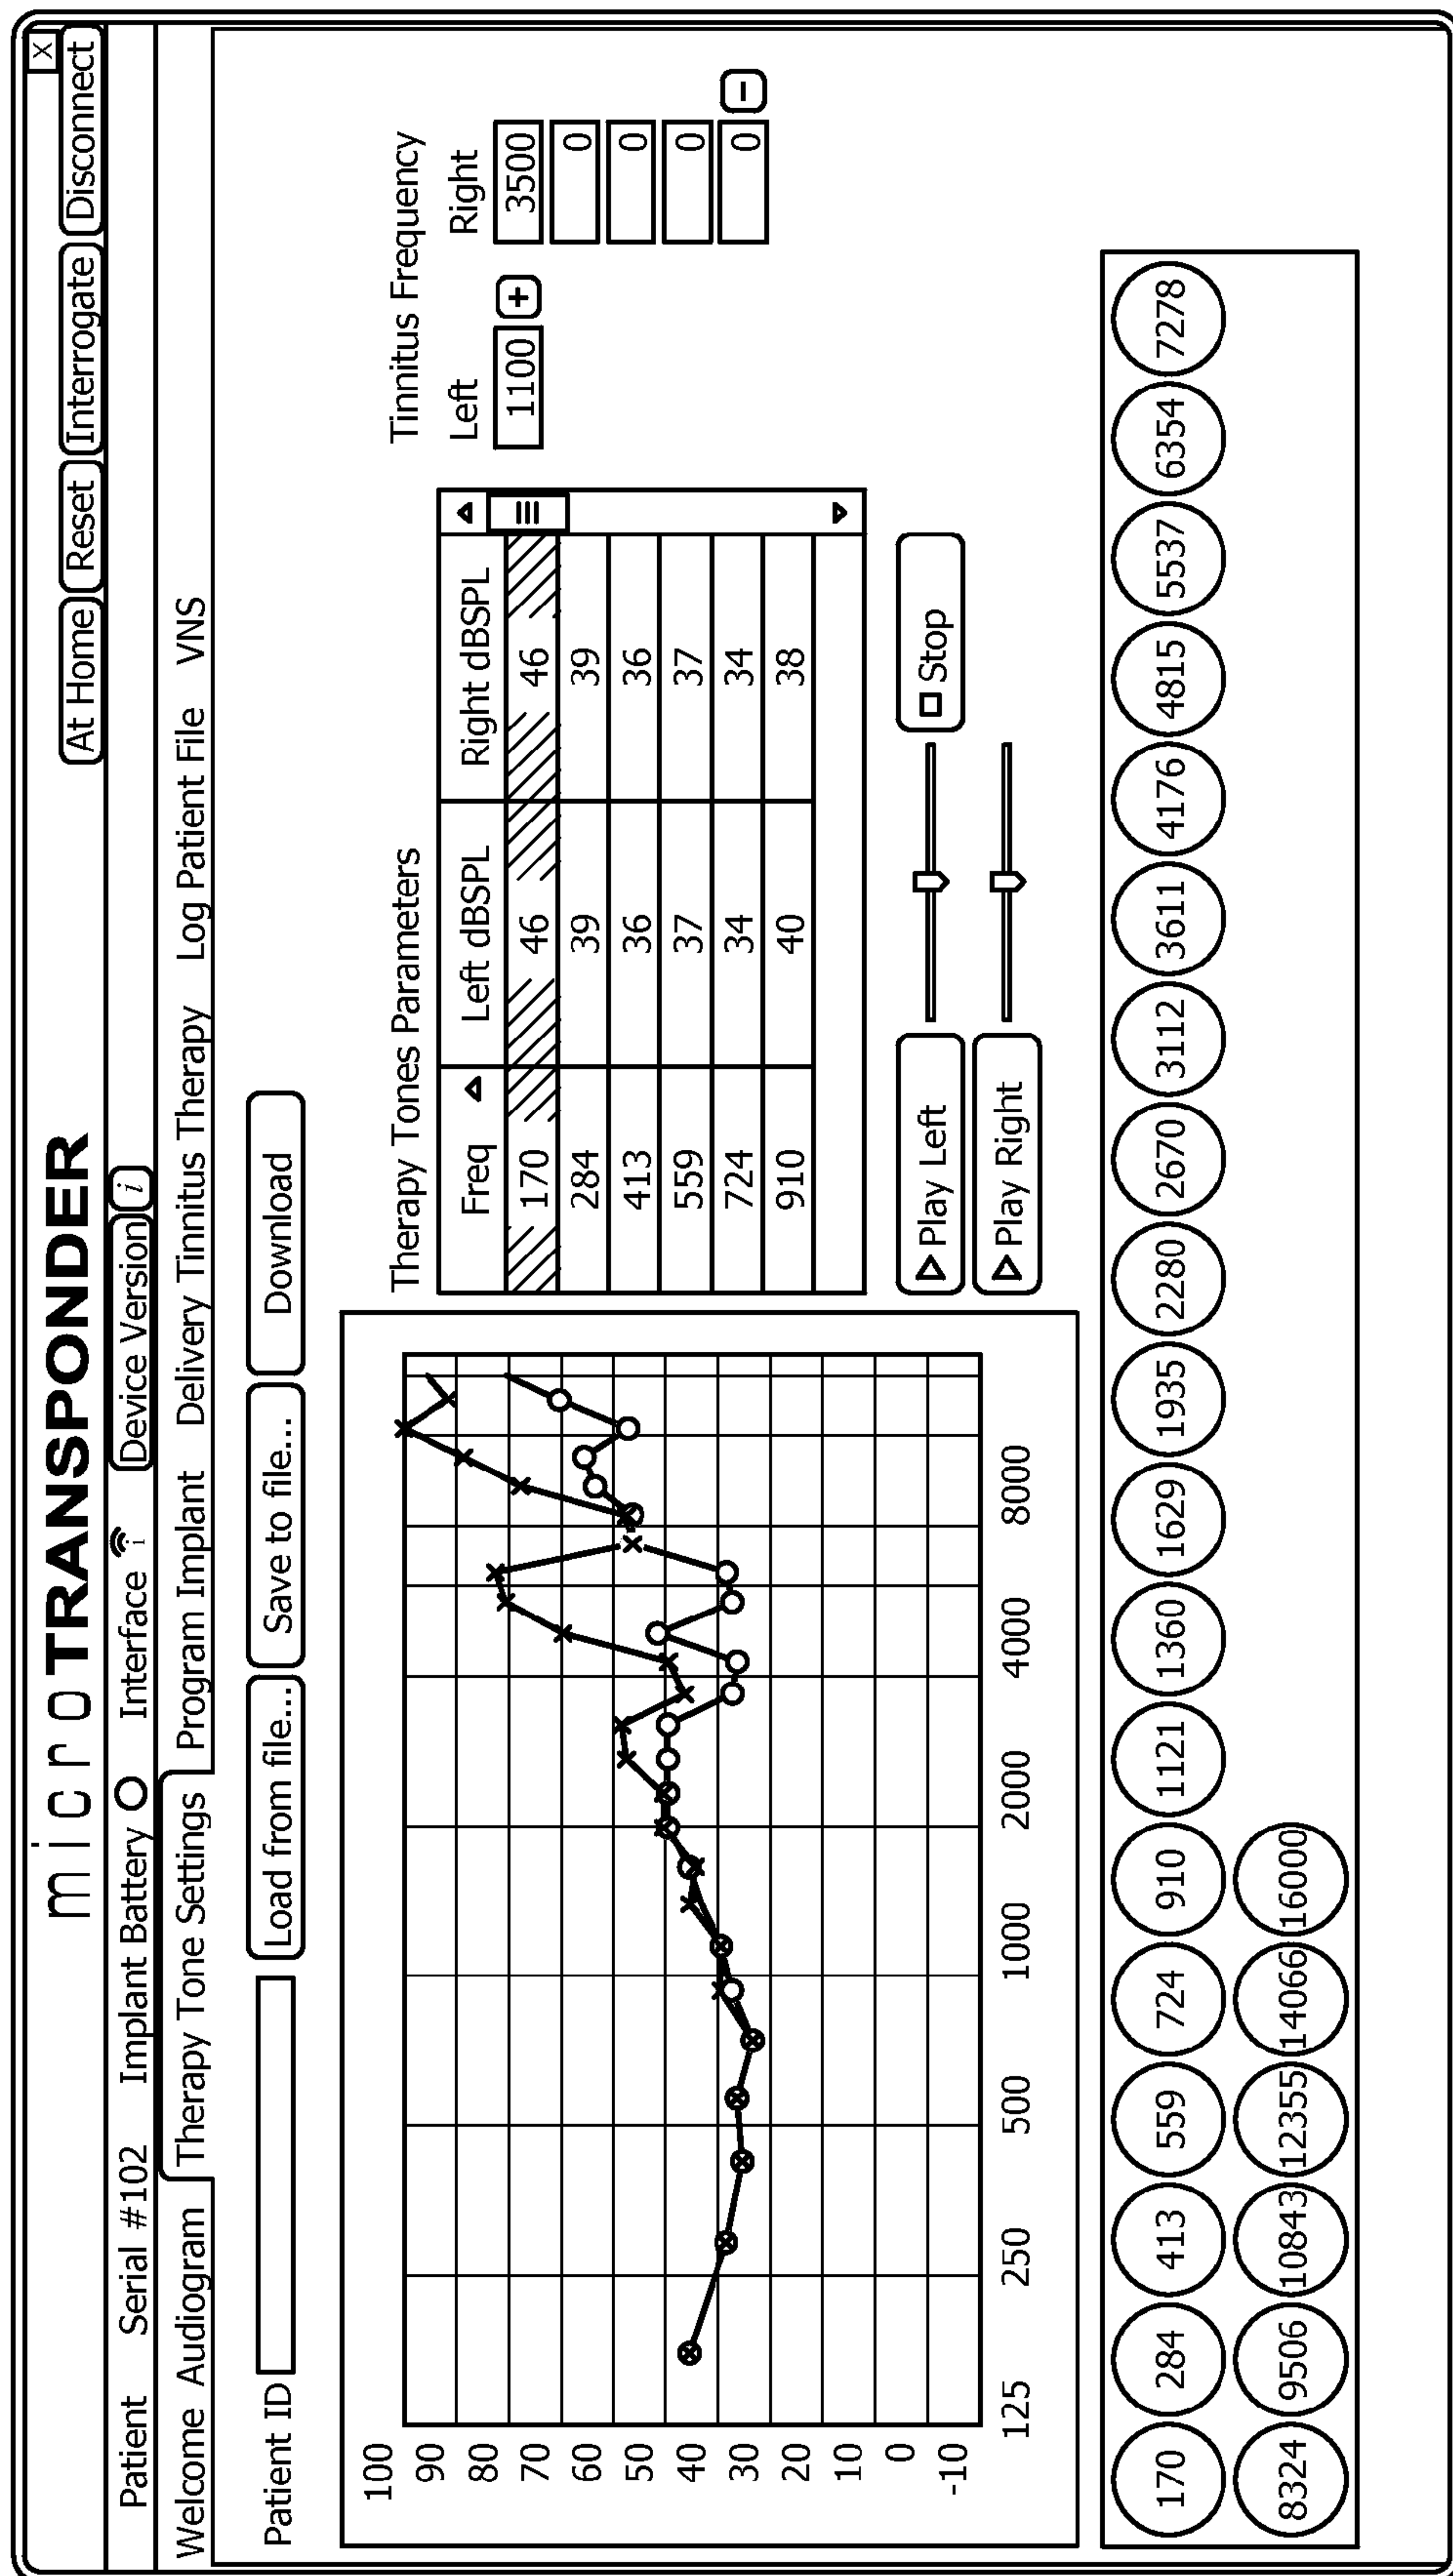 X
micro TRANSPONDER
At Home Reset Interrogate Disconnect
Patient Serial #102 Implant Battery Interface i Device Version i
Welcome Audiogram Therapy Tone Settings Program Implant Delivery Tinnitus Therapy Log Patient File VNS
Patient ID Load from file... Save to file... Download
100
90
80
70
60
50
40
30
20
10
0
-10
125 250 500 1000 2000 4000 8000
Therapy Tones Parameters
Freq Left dBSPL Right dBSPL
170 46 46
284 39 39
413 36 36
559 37 37
724 34 34
910 40 38
Play Left Stop
Play Right
Tinnitus Frequency
Left Right
1100 + 3500
0
0
0
0 -
170 284 413 559 724 910 1121 1360 1629 1935 2280 2670 3112 3611 4176 4815 5537 6354 7278
8324 9506 10843 12355 14066 16000